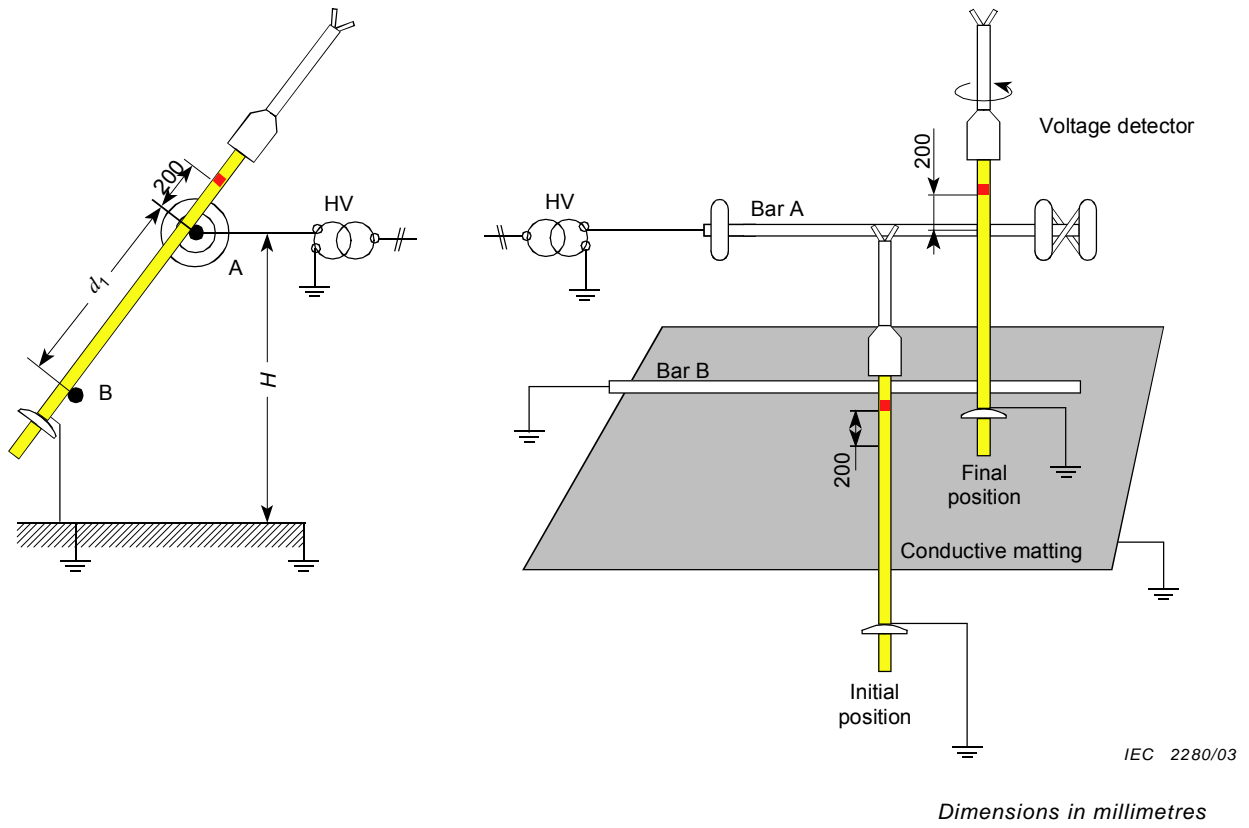 200
HV
A
d1
H
B
Voltage detector
200
HV
Bar A
Bar B
200
Final
position
Conductive matting
Initial
position
IEC 2280/03
Dimensions in millimetres